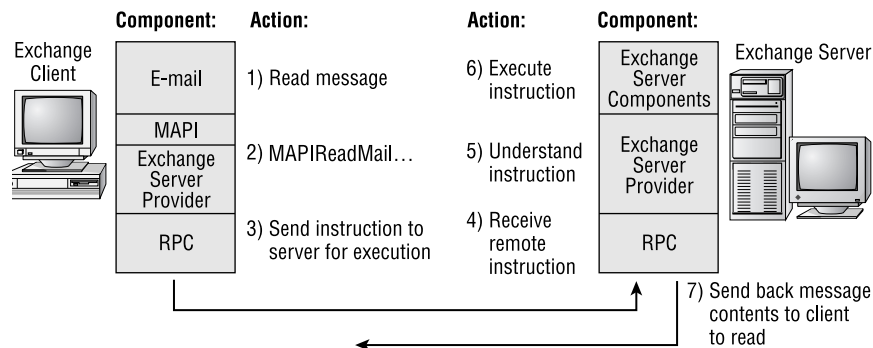 Component:
Action:
Action:
Component:
Exchange
Client
E-mail
MAPI
Exchange
Server
Provider
RPC
1) Read message
2) MAPIReadMail…
3) Send instruction to
server for execution
6) Execute
instruction
5) Understand
instruction
4) Receive
remote
instruction
Exchange
Server
Components
Exchange
Server
Provider
RPC
Exchange Server
7) Send back message
contents to client
to read